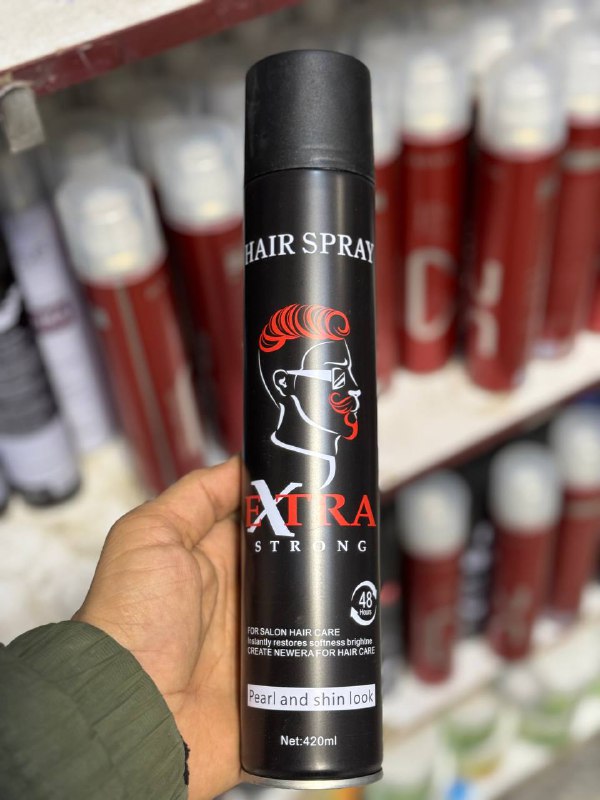 HAIR SPRAY
EXTRA
STRONG
48
Hours
FOR SALON HAIR CARE
Instantly restores softness brightne
CREATE NEWERA FOR HAIR CARE
Pearl and shin look
Net:420ml